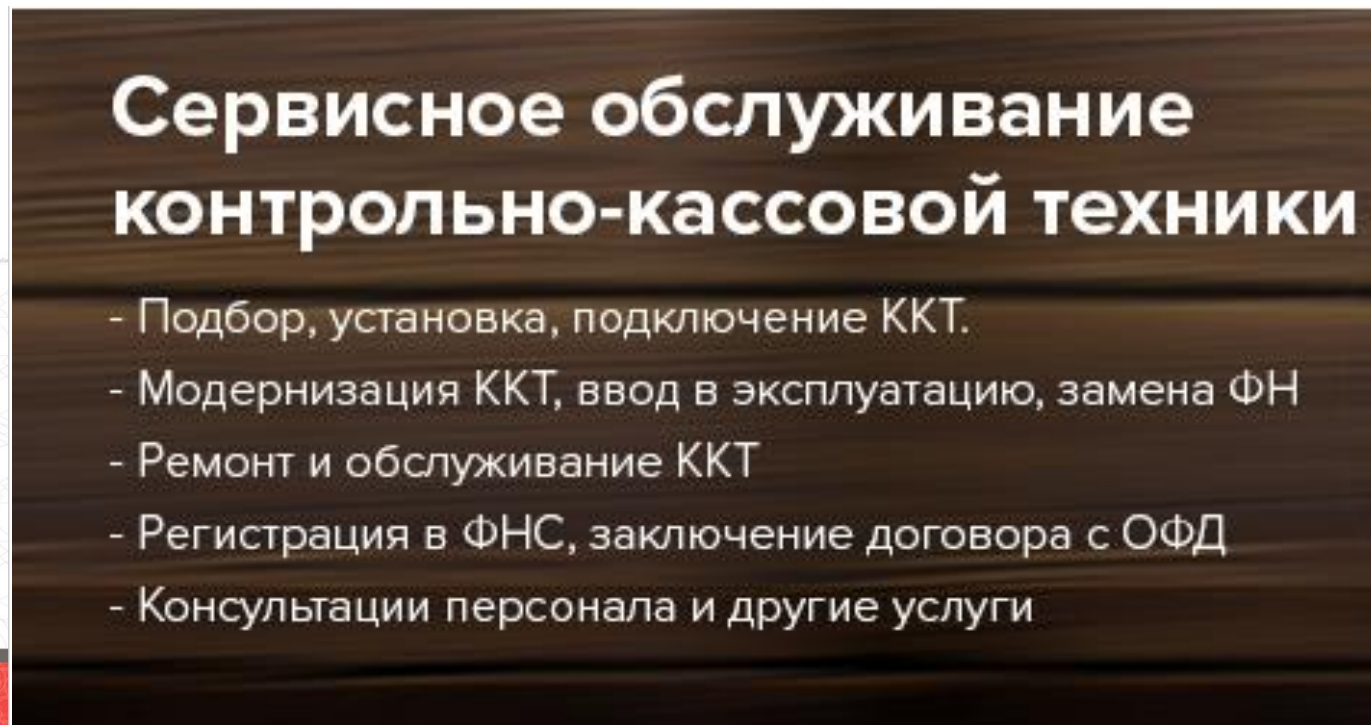 Сервисное обслуживание
контрольно-кассовой техники
- Подбор, установка, подключение ККТ.
- Модернизация ККТ, ввод в эксплуатацию, замена ФН
- Ремонт и обслуживание ККТ
- Регистрация в ФНС, заключение договора с ОФД
- Консультации персонала и другие услуги